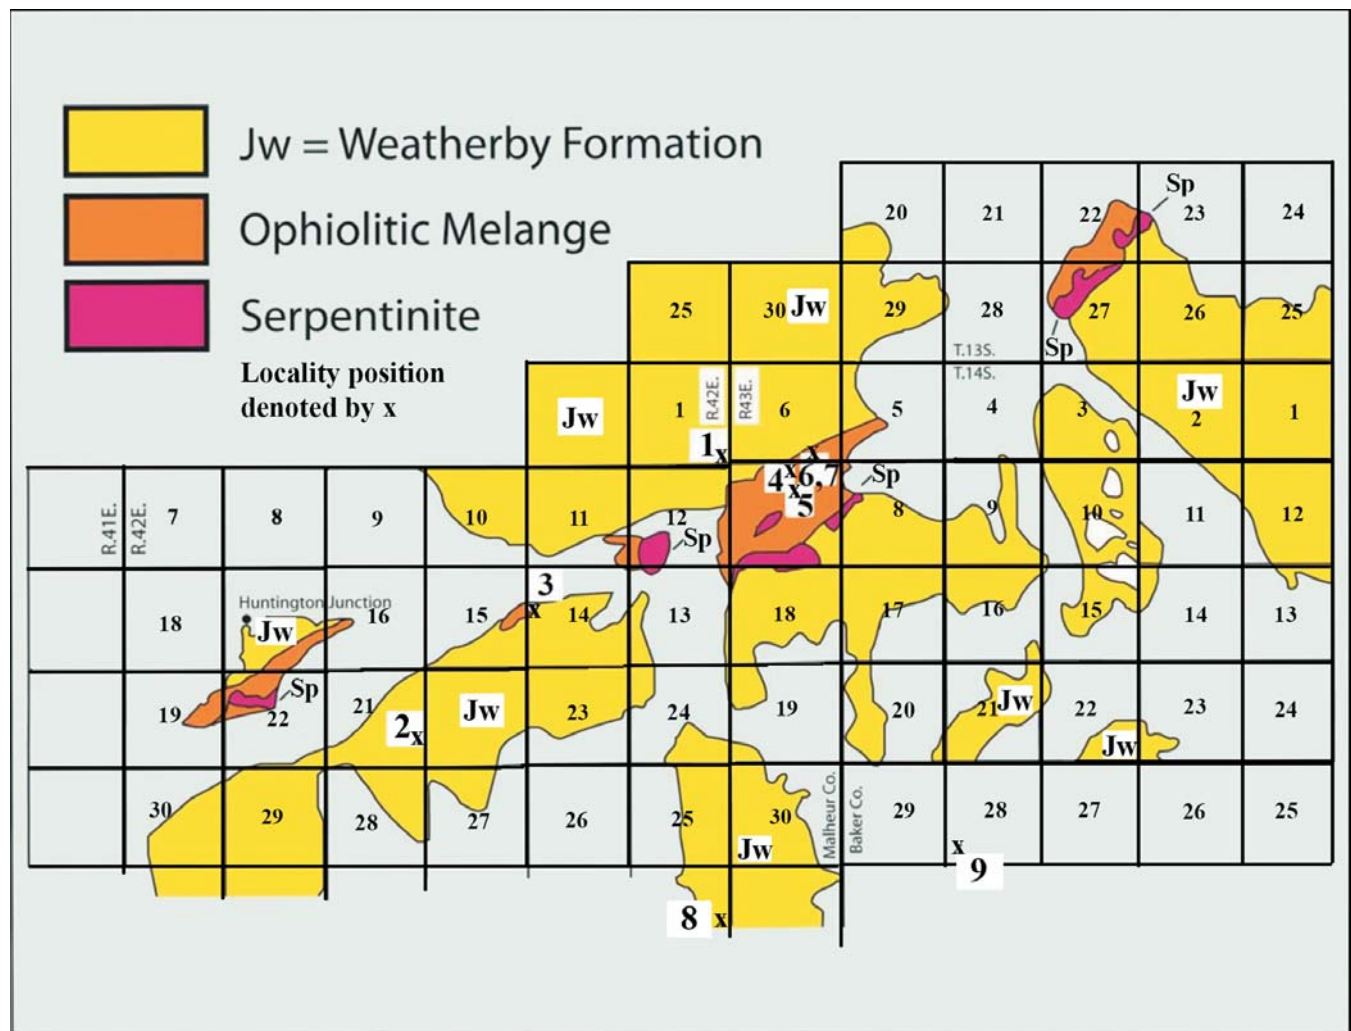 Jw = Weatherby Formation
Ophiolitic Melange
Serpentinite
Locality position
denoted by x
Sp
20 21 22 23 24
25 30 Jw 29 28 27 26 25
T.13S. Sp
T.14S.
Jw 1 R.42E. R43E. 6 5 4 3 Jw 2 1
1 x x
4 x 6,7 Sp
x
5
R.41E. R.42E. 7 8 9 10 11 12 8 9 10 11 12
Sp
3
Huntington Junction
x
18 Jw 16 15 14 13 18 17 16 15 14 13
Sp
19 22 21 Jw 23 24 19 20 21 Jw 22 23 24
2 x Jw
30 29 28 27 26 25 30 Malheur Co. Baker Co. 29 28 27 26 25
Jw x
9
8 x